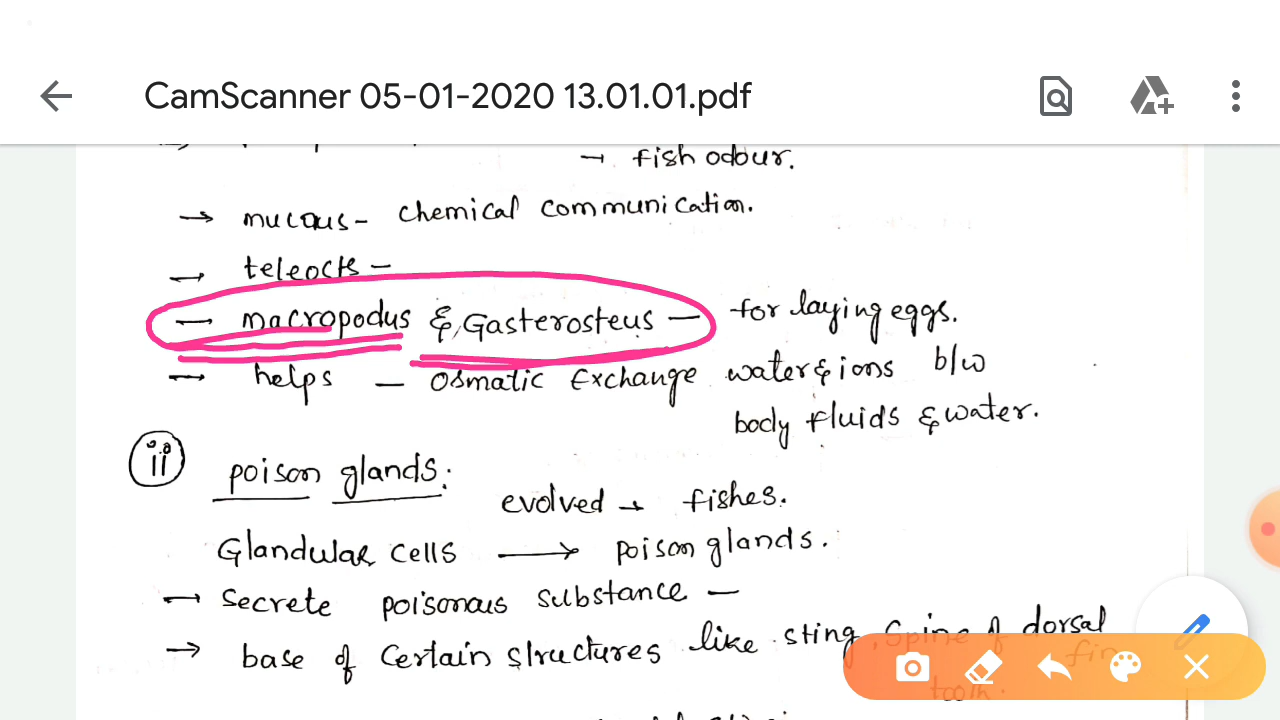 CamScanner 05-01-2020 13.01.01.pdf
→ fish odour.
→ mucous - chemical communication.
→ teleocts -
→ macropodus & Gasterosteus - for laying eggs.
→ helps - Osmatic Exchange water & ions b/w
body fluids & water.
ii poison glands:
evolved → fishes.
Glandular cells → poison glands.
→ Secrete poisonous substance -
→ base of Certain structures like sting, Spine of dorsal
fin
tooth.